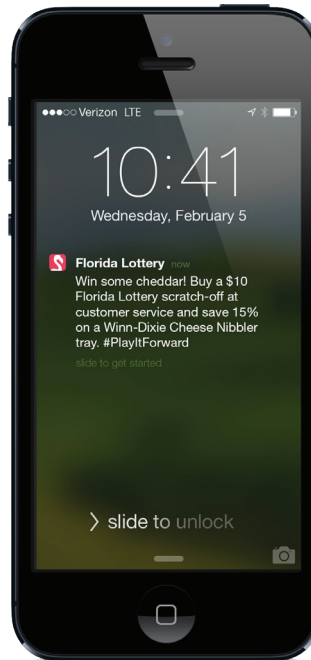 Verizon LTE
10:41
Wednesday, February 5
Florida Lottery now
Win some cheddar! Buy a $10
Florida Lottery scratch-off at
customer service and save 15%
on a Winn-Dixie Cheese Nibbler
tray. #PlayItForward
slide to get started
slide to unlock